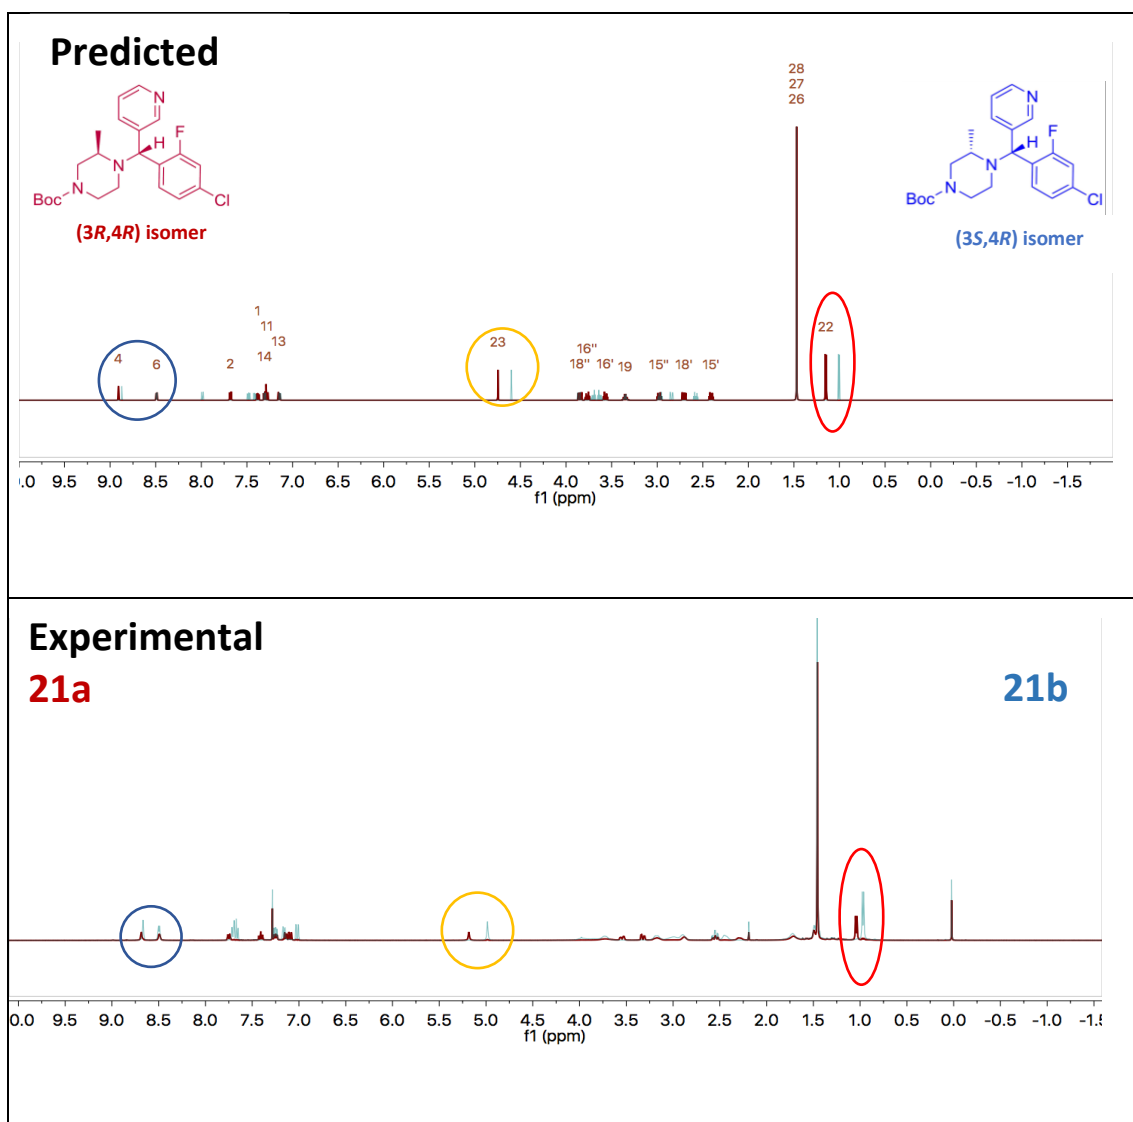 Predicted
N
F
H
N
N
Boc
Cl
(3R,4R) isomer
28
27
26
N
F
H
N
N
Boc
Cl
(3S,4R) isomer
4
6
2
1
11
13
14
23
16''
18'' 16' 19 15'' 18' 15'
22
.0 9.5 9.0 8.5 8.0 7.5 7.0 6.5 6.0 5.5 5.0 4.5 4.0 3.5 3.0 2.5 2.0 1.5 1.0 0.5 0.0 -0.5 -1.0 -1.5
f1 (ppm)
Experimental
21a
21b
0.0 9.5 9.0 8.5 8.0 7.5 7.0 6.5 6.0 5.5 5.0 4.5 4.0 3.5 3.0 2.5 2.0 1.5 1.0 0.5 0.0 -0.5 -1.0 -1.5
f1 (ppm)